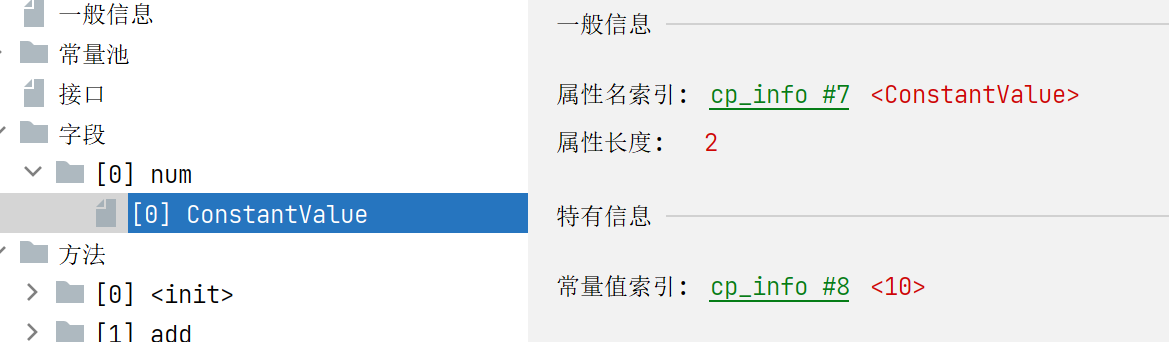 一般信息
常量池
接口
字段
[0] num
[0] ConstantValue
方法
[0] <init>
[1] add
一般信息
属性名索引: cp_info #7 <ConstantValue>
属性长度: 2
特有信息
常量值索引: cp_info #8 <10>